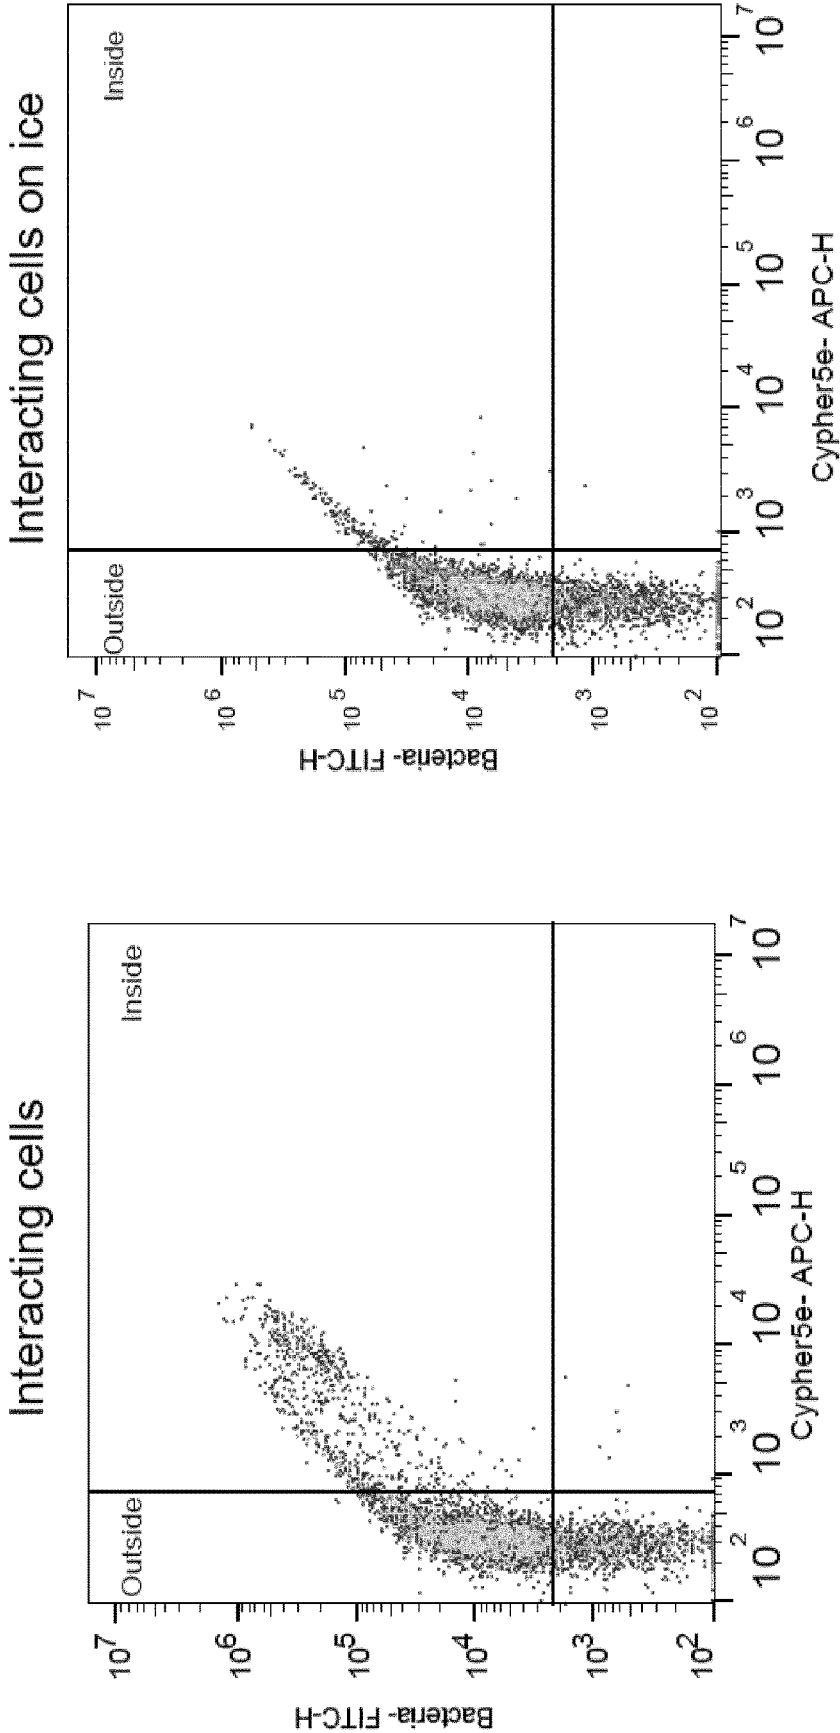 Interacting cells
Outside
Inside
Bacteria- FITC-H
10^7
10^6
10^5
10^4
10^3
10^2
10^2
10^3
10^4
10^5
10^6
10^7
Cypher5e- APC-H
Interacting cells on ice
Outside
Inside
Bacteria- FITC-H
10^7
10^6
10^5
10^4
10^3
10^2
10^2
10^3
10^4
10^5
10^6
10^7
Cypher5e- APC-H